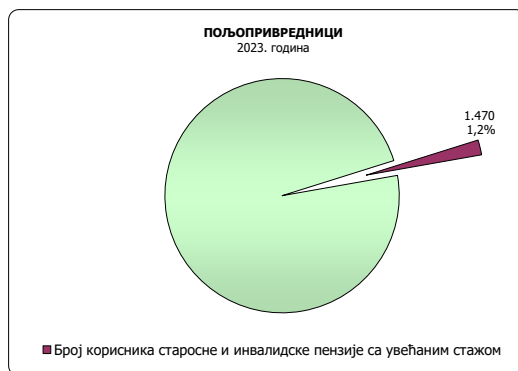 ПОЉОПРИВРЕДНИЦИ
2023. година
1.470
1,2%
Број корисника старосне и инвалидске пензије са увећаним стажом